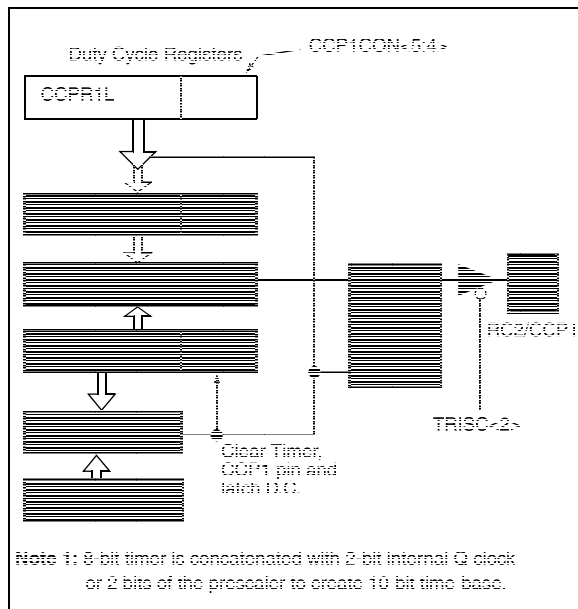 CCP1CON<5:4>
Duty Cycle Registers
CCPR1L
RC2/CCP1
TRISC<2>
Clear Timer,
CCP1 pin and
latch D.C.
Note 1: 8-bit timer is concatenated with 2-bit internal Q clock
or 2 bits of the prescaler to create 10-bit time-base.